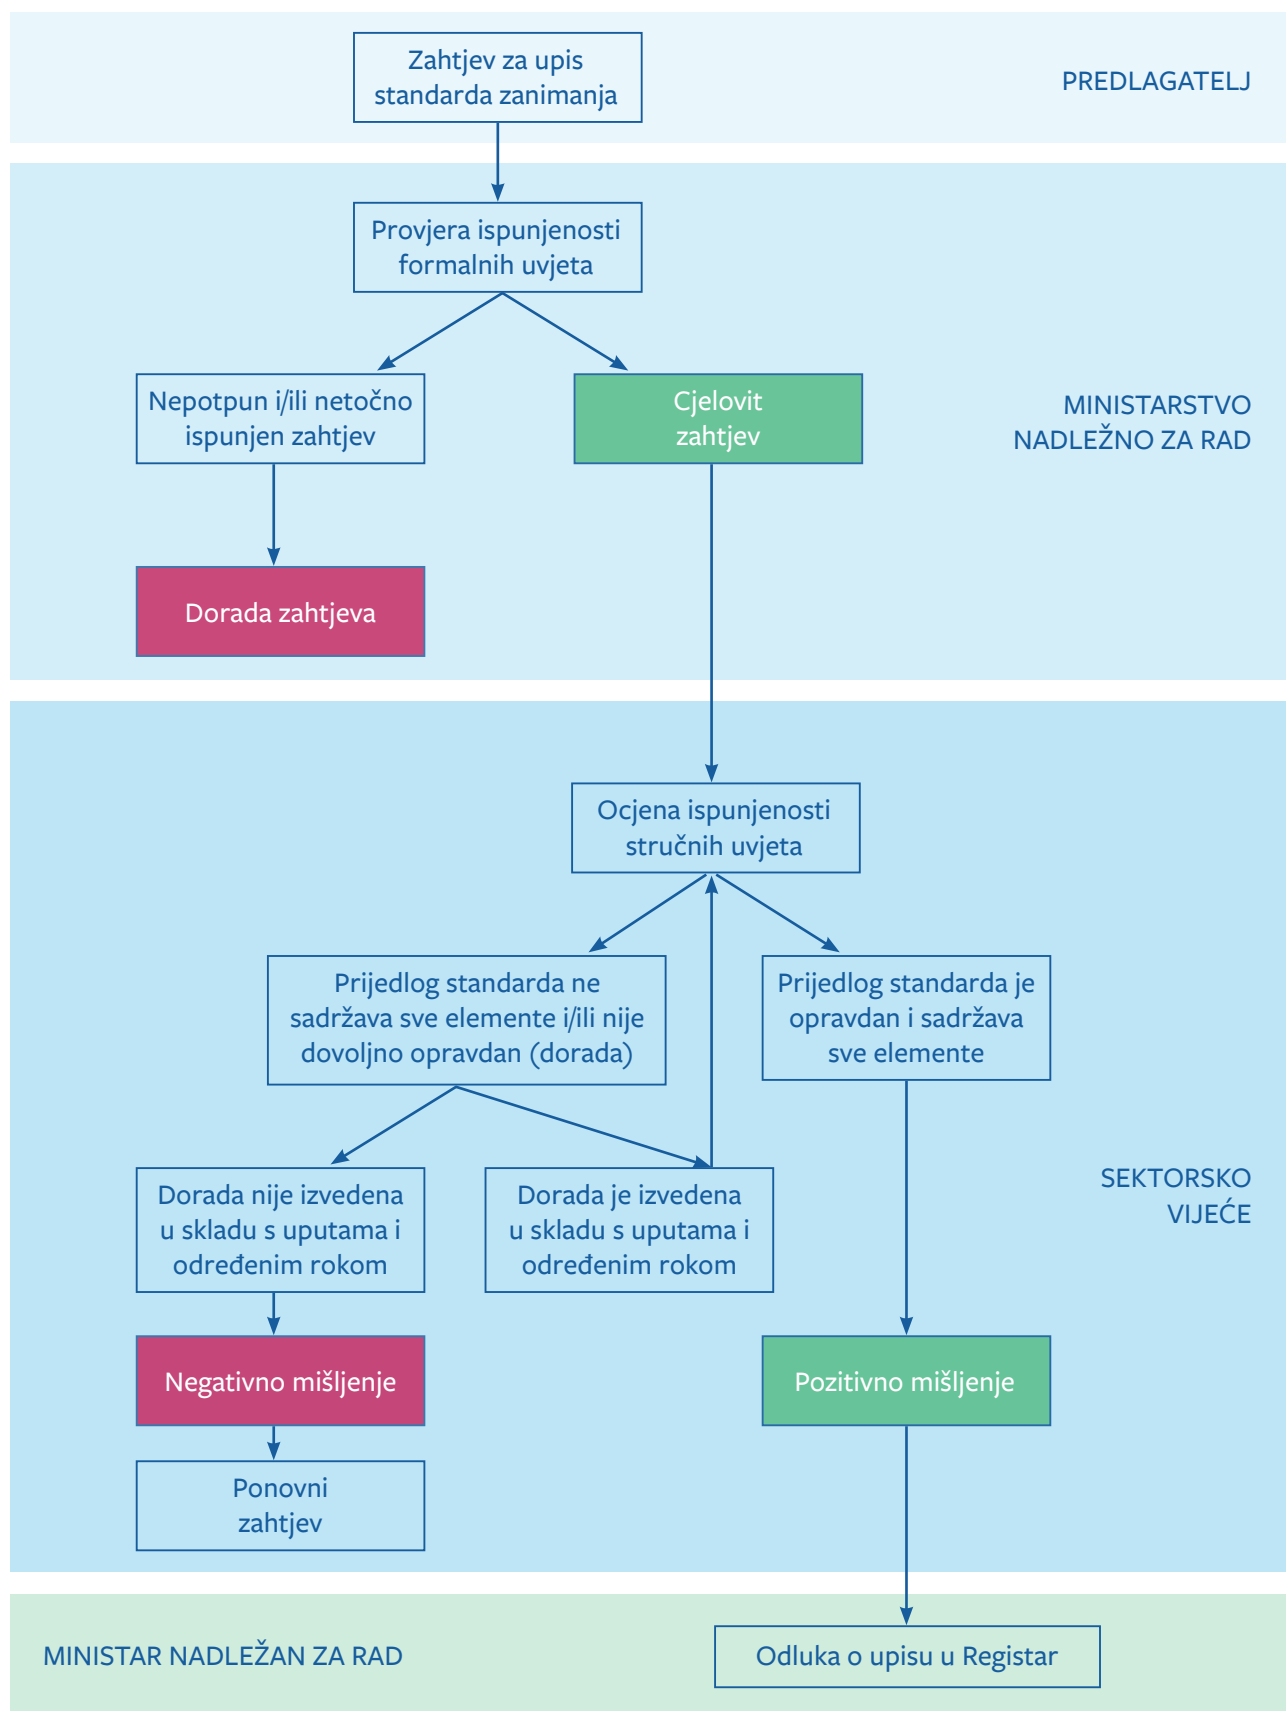 Zahtjev za upis
standarda zanimanja
PREDLAGATELJ
Provjera ispunjenosti
formalnih uvjeta
Nepotpun i/ili netočno
ispunjen zahtjev
Cjelovit
zahtjev
MINISTARSTVO
NADLEŽNO ZA RAD
Dorada zahtjeva
Ocjena ispunjenosti
stručnih uvjeta
Prijedlog standarda ne
sadržava sve elemente i/ili nije
dovoljno opravdan (dorada)
Prijedlog standarda je
opravdan i sadržava
sve elemente
Dorada nije izvedena
u skladu s uputama i
određenim rokom
Dorada je izvedena
u skladu s uputama i
određenim rokom
SEKTORSKO
VIJEĆE
Negativno mišljenje
Pozitivno mišljenje
Ponovni
zahtjev
MINISTAR NADLEŽAN ZA RAD
Odluka o upisu u Registar